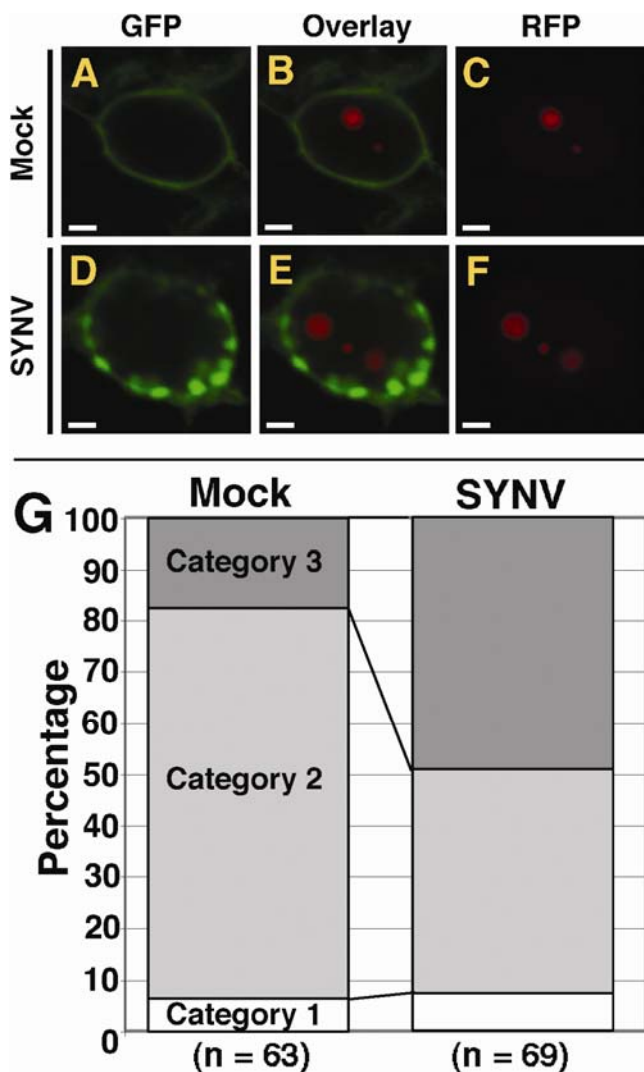 GFP Overlay RFP
Mock
A B C
SYNV
D E F
G
Mock SYNV
Percentage
100
90
80
70
60
50
40
30
20
10
0
Category 3
Category 2
Category 1
(n = 63) (n = 69)